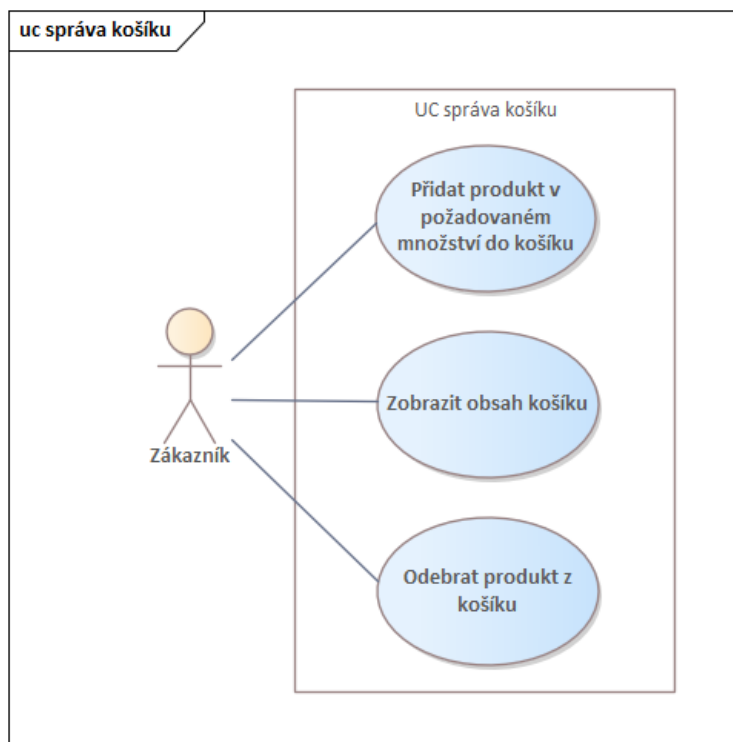 uc správa košíku
UC správa košíku
Přidat produkt v
požadovaném
množství do košíku
Zobrazit obsah košíku
Zákazník
Odebrat produkt z
košíku